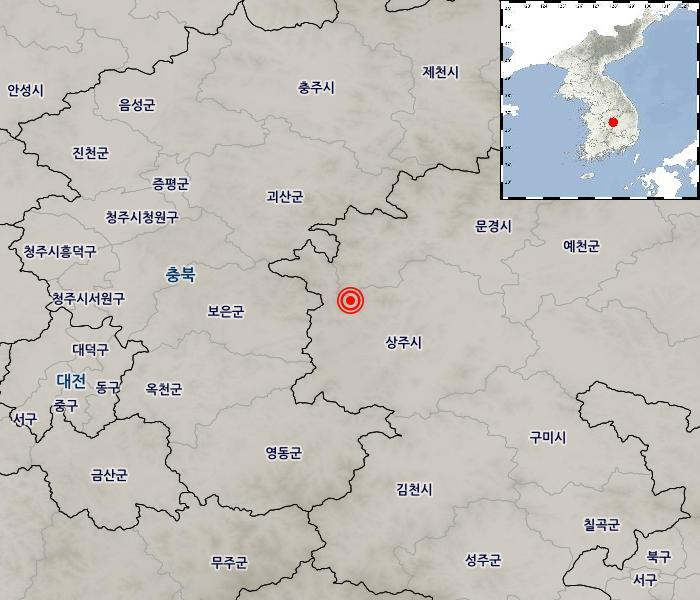 제천시
안성시
충주시
음성군
진천군
증평군
괴산군
청주시청원구
문경시
예천군
청주시흥덕구
충북
청주시서원구
보은군
상주시
대덕구
대전
동구
옥천군
중구
서구
구미시
영동군
금산군
김천시
칠곡군
무주군
성주군
북구
서구